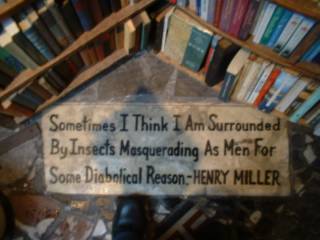 Sometimes I Think I Am Surrounded
By Insects Masquerading As Men For
Some Diabolical Reason.-HENRY MILLER